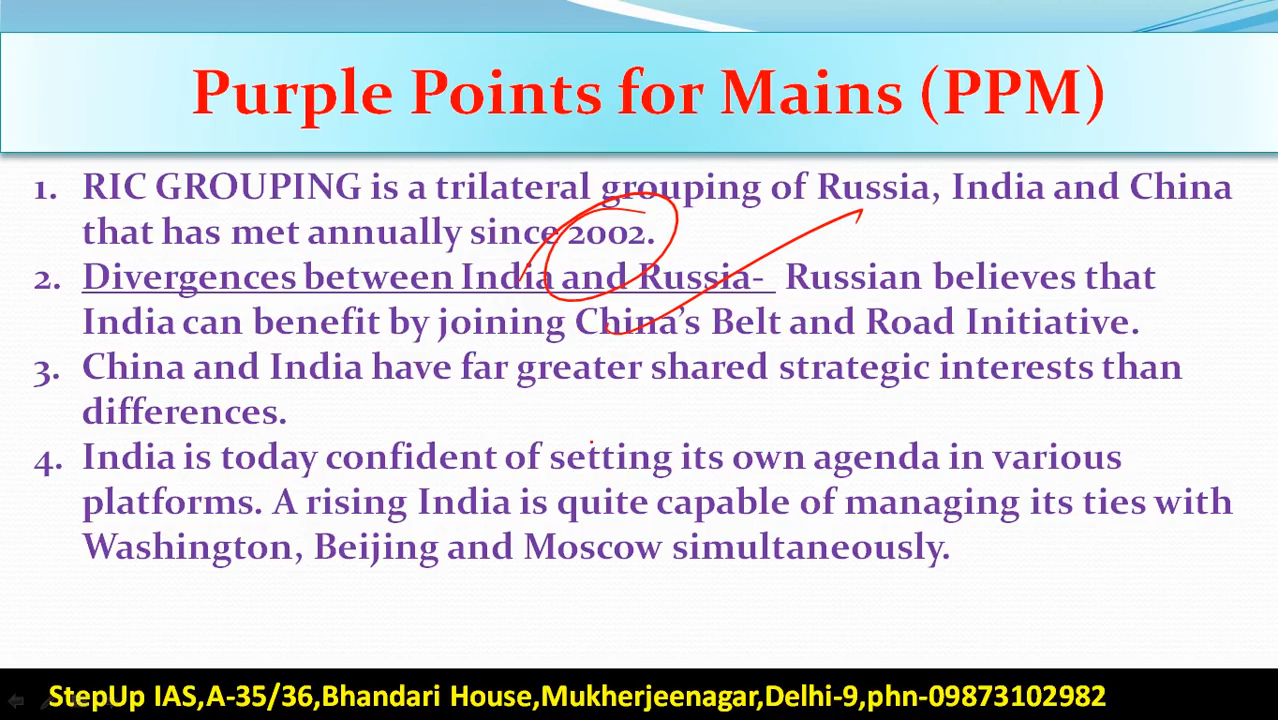 Purple Points for Mains (PPM)
1. RIC GROUPING is a trilateral grouping of Russia, India and China
that has met annually since 2002.
2. Divergences between India and Russia- Russian believes that
India can benefit by joining China's Belt and Road Initiative.
3. China and India have far greater shared strategic interests than
differences.
4. India is today confident of setting its own agenda in various
platforms. A rising India is quite capable of managing its ties with
Washington, Beijing and Moscow simultaneously.
StepUp IAS,A-35/36,Bhandari House,Mukherjeenagar,Delhi-9,phn-09873102982